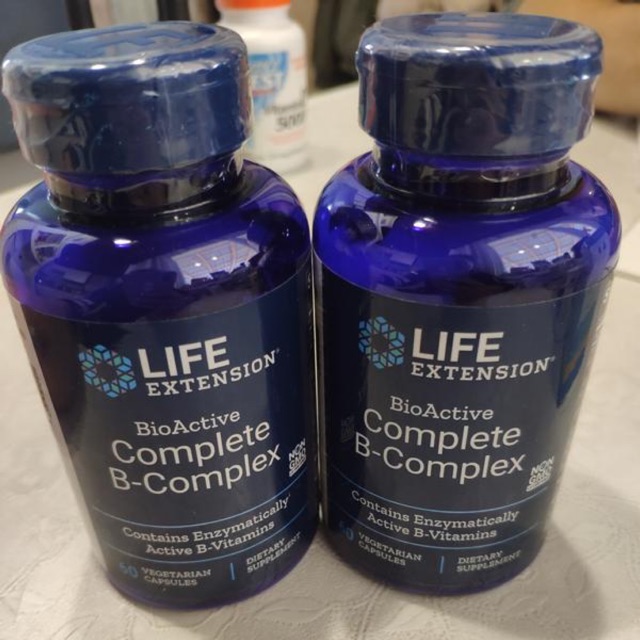 LIFE
EXTENSION
BioActive
Complete
B-Complex
NON
GMO
Contains Enzymatically
Active B-Vitamins
60 VEGETARIAN
CAPSULES
DIETARY
SUPPLEMENT
LIFE
EXTENSION
BioActive
Complete
B-Complex
NON
GMO
Contains Enzymatically
Active B-Vitamins
60 VEGETARIAN
CAPSULES
DIETARY
SUPPLEMENT